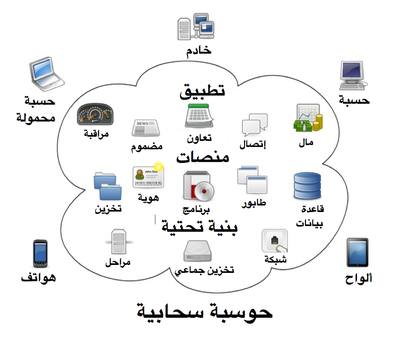 خادم
حسبة
حسبة
محمولة
تطبيق
مال
إتصال
تعاون
مضموم
مراقبة
منصات
قاعدة
بيانات
طابور
برنامج
هوية
تخزين
بنية تحتية
شبكة
تخزين جماعي
مراحل
الواح
هواتف
حوسبة سحابية